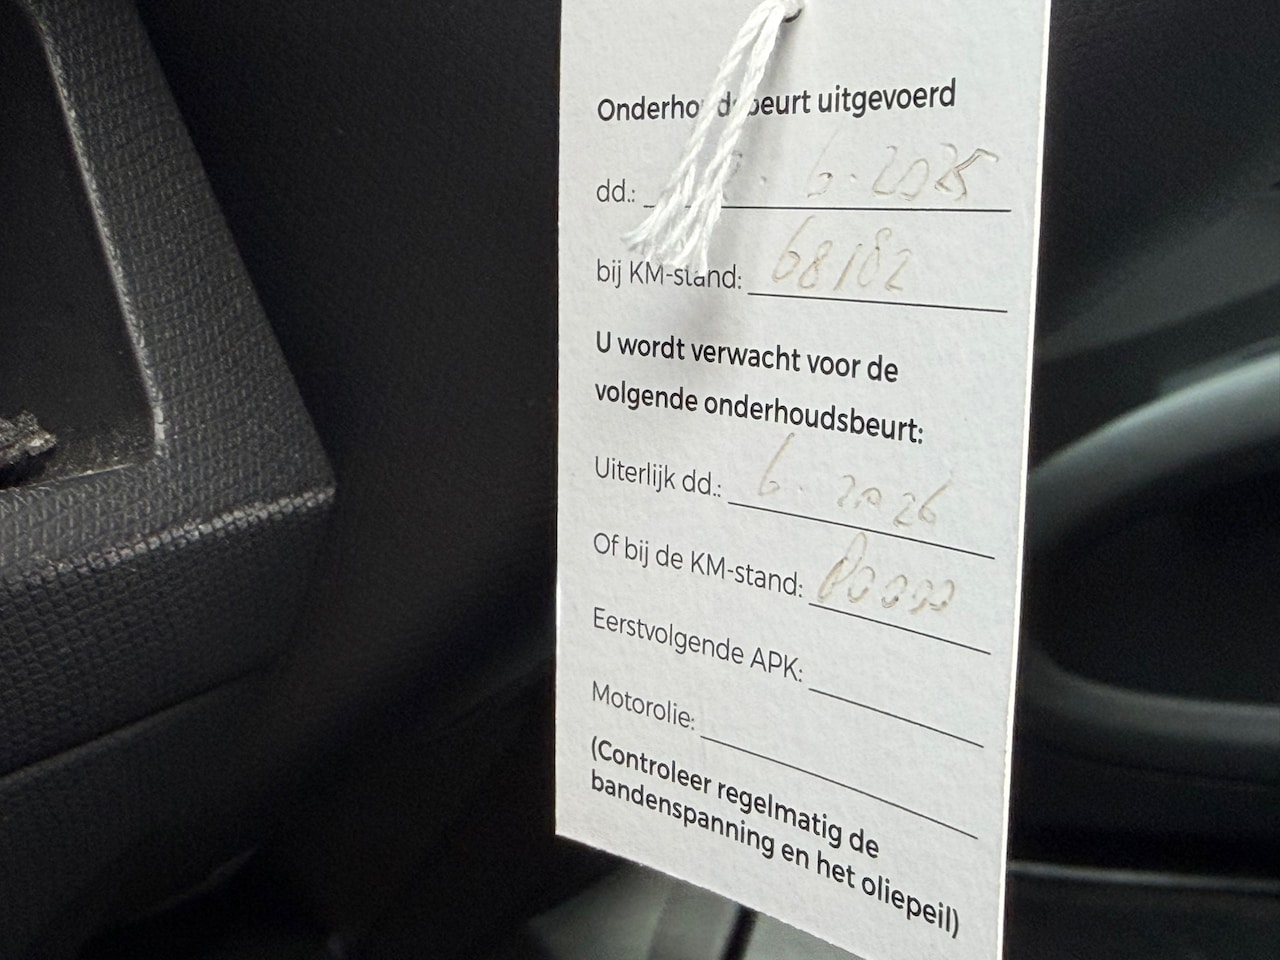 Onderhoudsbeurt uitgevoerd
dd.: 6.2025
bij KM-stand: 68182
U wordt verwacht voor de
volgende onderhoudsbeurt:
Uiterlijk dd.: 6.2026
Of bij de KM-stand: 80000
Eerstvolgende APK:
Motorolie:
(Controleer regelmatig de
bandenspanning en het oliepeil)